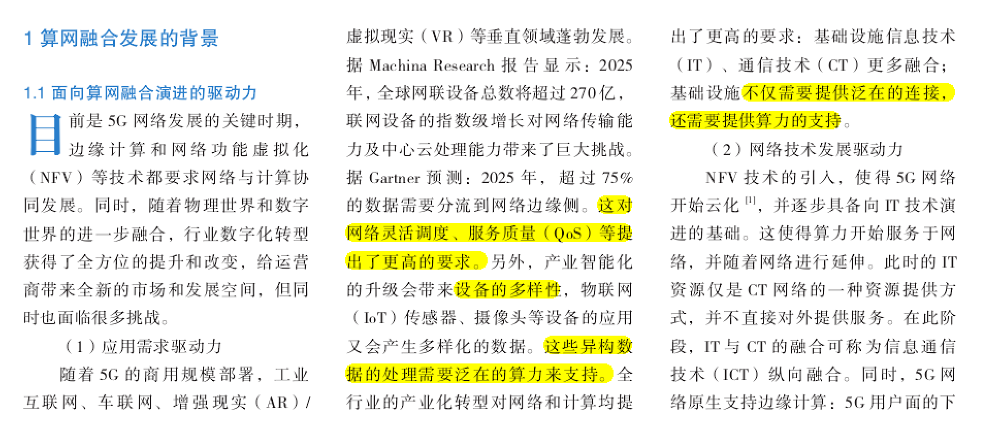 1 算网融合发展的背景
1.1 面向算网融合演进的驱动力
目前是 5G 网络发展的关键时期，
边缘计算和网络功能虚拟化
（NFV）等技术都要求网络与计算协
同发展。同时，随着物理世界和数字
世界的进一步融合，行业数字化转型
获得了全方位的提升和改变，给运营
商带来全新的市场和发展空间，但同
时也面临很多挑战。
（1）应用需求驱动力
随着 5G 的商用规模部署，工业
互联网、车联网、增强现实（AR）/
虚拟现实（VR）等垂直领域蓬勃发展。
据 Machina Research 报告显示：2025
年，全球网联设备总数将超过 270 亿，
联网设备的指数级增长对网络传输能
力及中心云处理能力带来了巨大挑战。
据 Gartner 预测：2025 年，超过 75%
的数据需要分流到网络边缘侧。这对
网络灵活调度、服务质量（QoS）等提
出了更高的要求。另外，产业智能化
的升级会带来设备的多样性，物联网
（IoT）传感器、摄像头等设备的应用
又会产生多样化的数据。这些异构数
据的处理需要泛在的算力来支持。全
行业的产业化转型对网络和计算均提
出了更高的要求：基础设施信息技术
（IT）、通信技术（CT）更多融合；
基础设施不仅需要提供泛在的连接，
还需要提供算力的支持。
（2）网络技术发展驱动力
NFV 技术的引入，使得 5G 网络
开始云化[1]，并逐步具备向 IT 技术演
进的基础。这使得算力开始服务于网
络，并随着网络进行延伸。此时的 IT
资源仅是 CT 网络的一种资源提供方
式，并不直接对外提供服务。在此阶
段，IT 与 CT 的融合可称为信息通信
技术（ICT）纵向融合。同时，5G 网
络原生支持边缘计算：5G 用户面的下